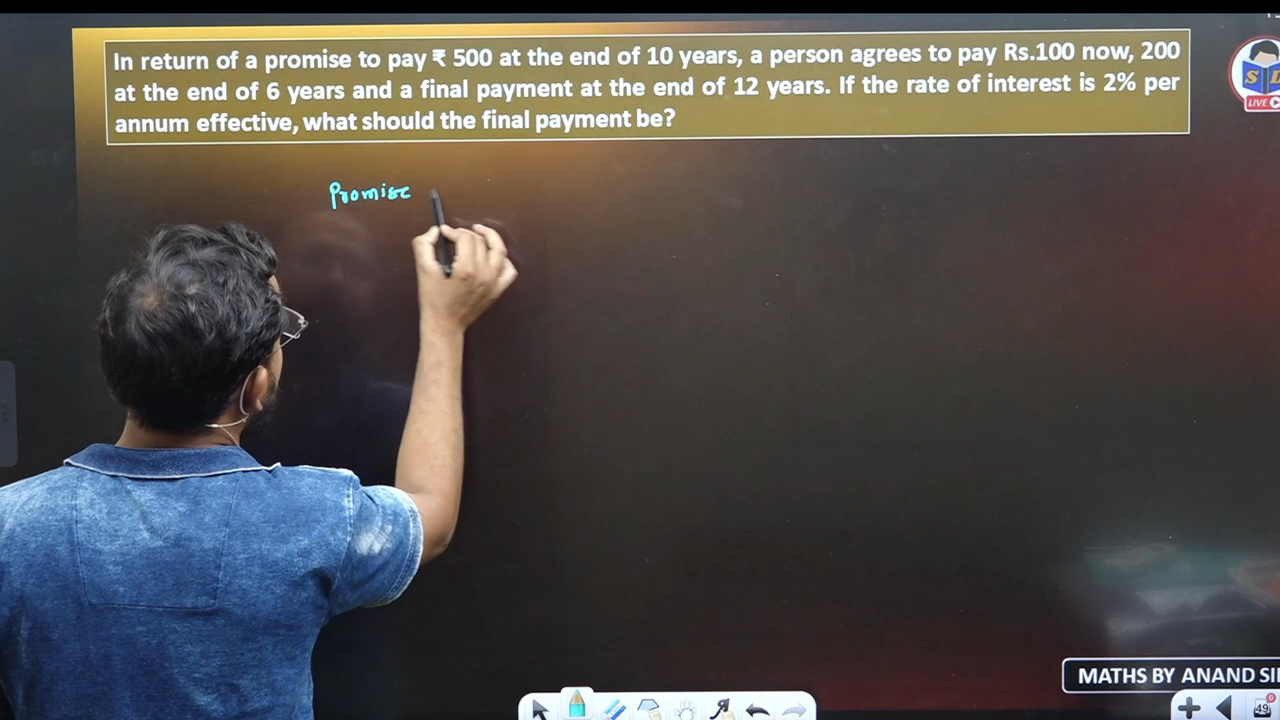 In return of a promise to pay ₹ 500 at the end of 10 years, a person agrees to pay Rs.100 now, 200
at the end of 6 years and a final payment at the end of 12 years. If the rate of interest is 2% per
annum effective, what should the final payment be?
S
LIVE
Promise
MATHS BY ANAND
49